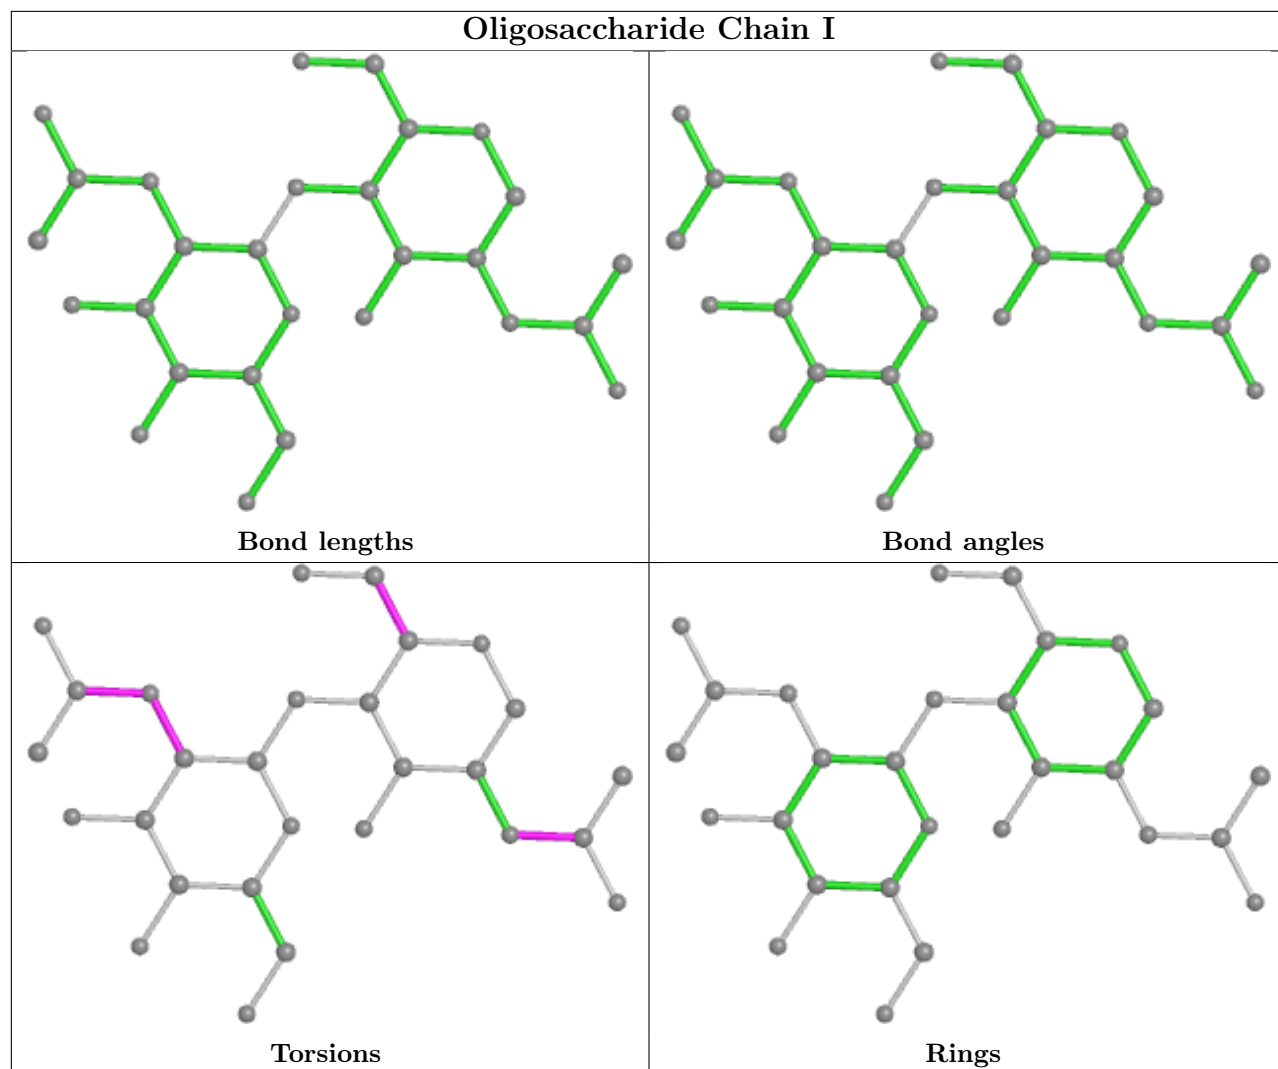 Oligosaccharide Chain I
Bond lengths
Bond angles
Torsions
Rings